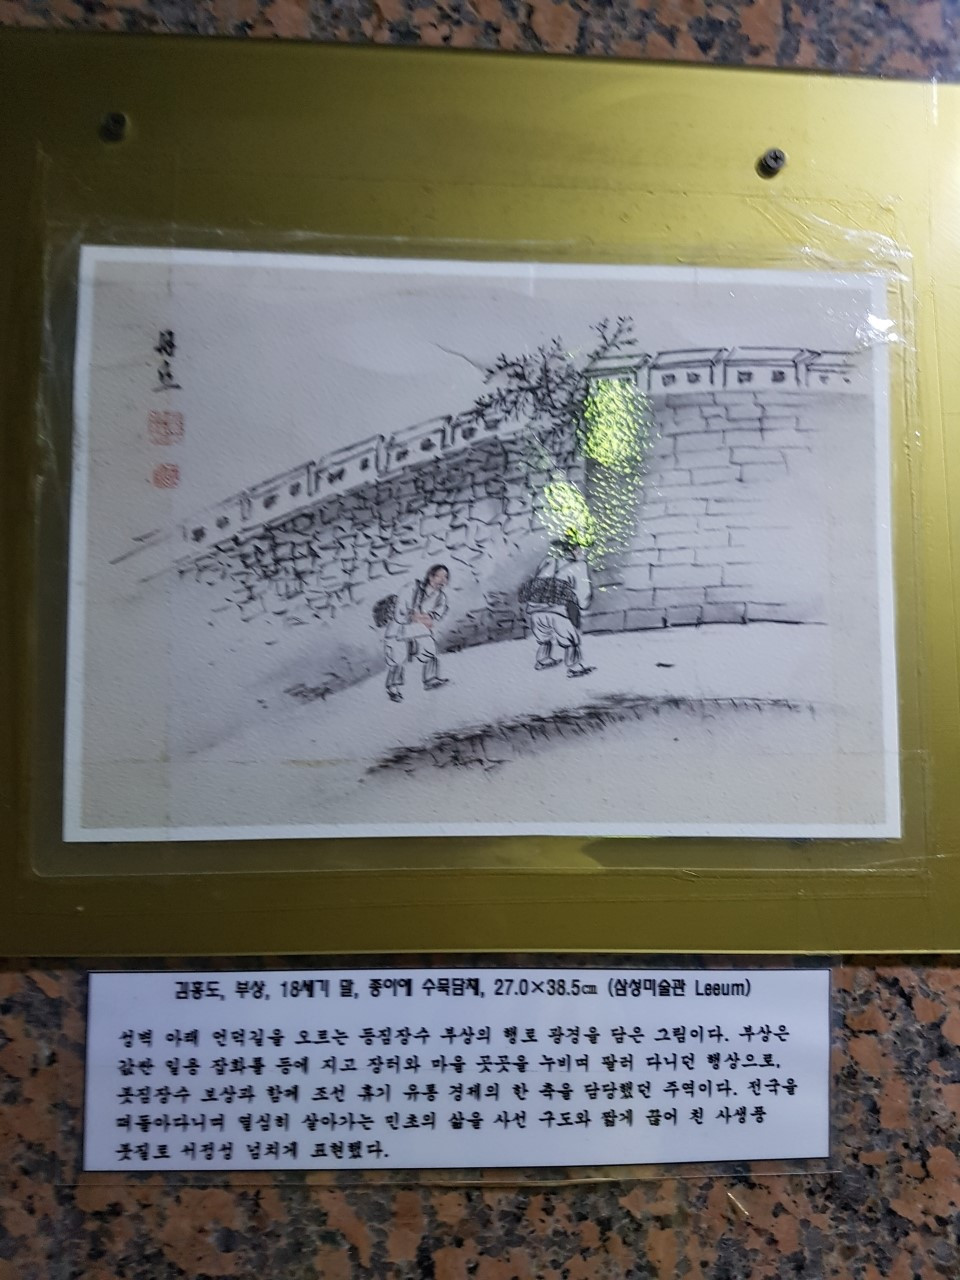 김홍도, 부상, 18세기 말, 종이에 수묵담채, 27.0×38.5㎝ (삼성미술관 Leeum)
성벽 아래 언덕길을 오르는 등짐장수 부상의 행로 광경을 담은 그림이다. 부상은
값싼 일용 잡화를 등에 지고 장터와 마을 곳곳을 누비며 팔러 다니던 행상으로,
봇짐장수 보상과 함께 조선 후기 유통 경제의 한 축을 담당했던 주역이다. 전국을
떠돌아다니며 열심히 살아가는 민초의 삶을 사선 구도와 짧게 끊어 친 사생풍
붓질로 서정성 넘치게 표현했다.